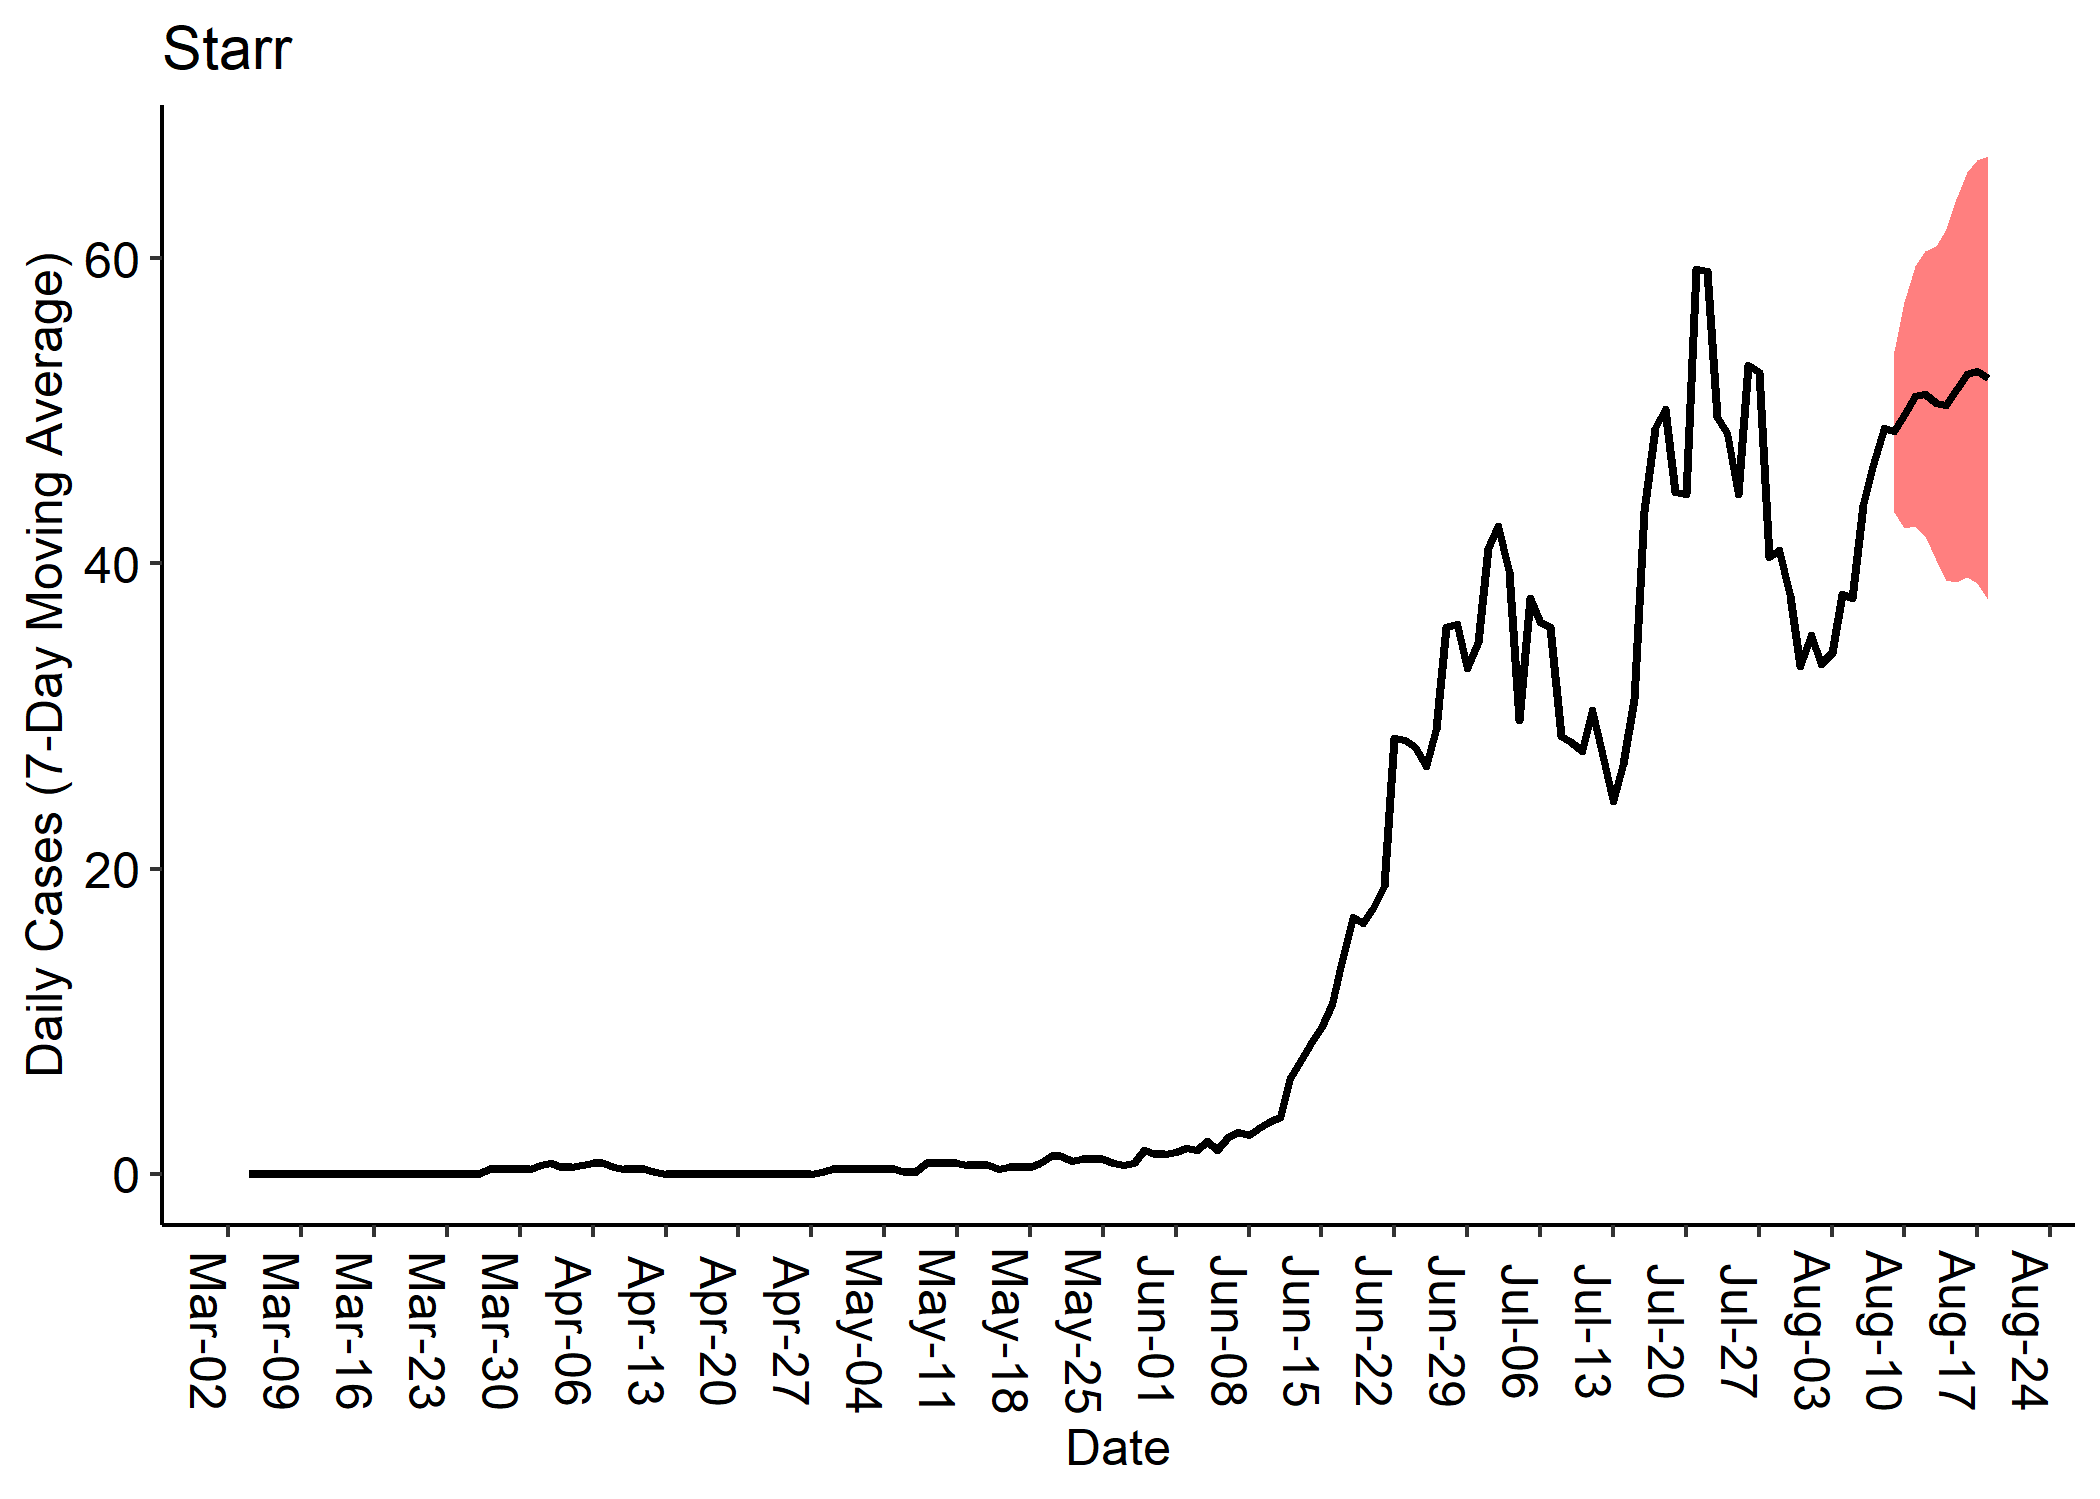 Starr
Daily Cases (7-Day Moving Average)
60
40
20
0
Mar-02
Mar-09
Mar-16
Mar-23
Mar-30
Apr-06
Apr-13
Apr-20
Apr-27
May-04
May-11
May-18
May-25
Jun-01
Jun-08
Jun-15
Jun-22
Jun-29
Jul-06
Jul-13
Jul-20
Jul-27
Aug-03
Aug-10
Aug-17
Aug-24
Date